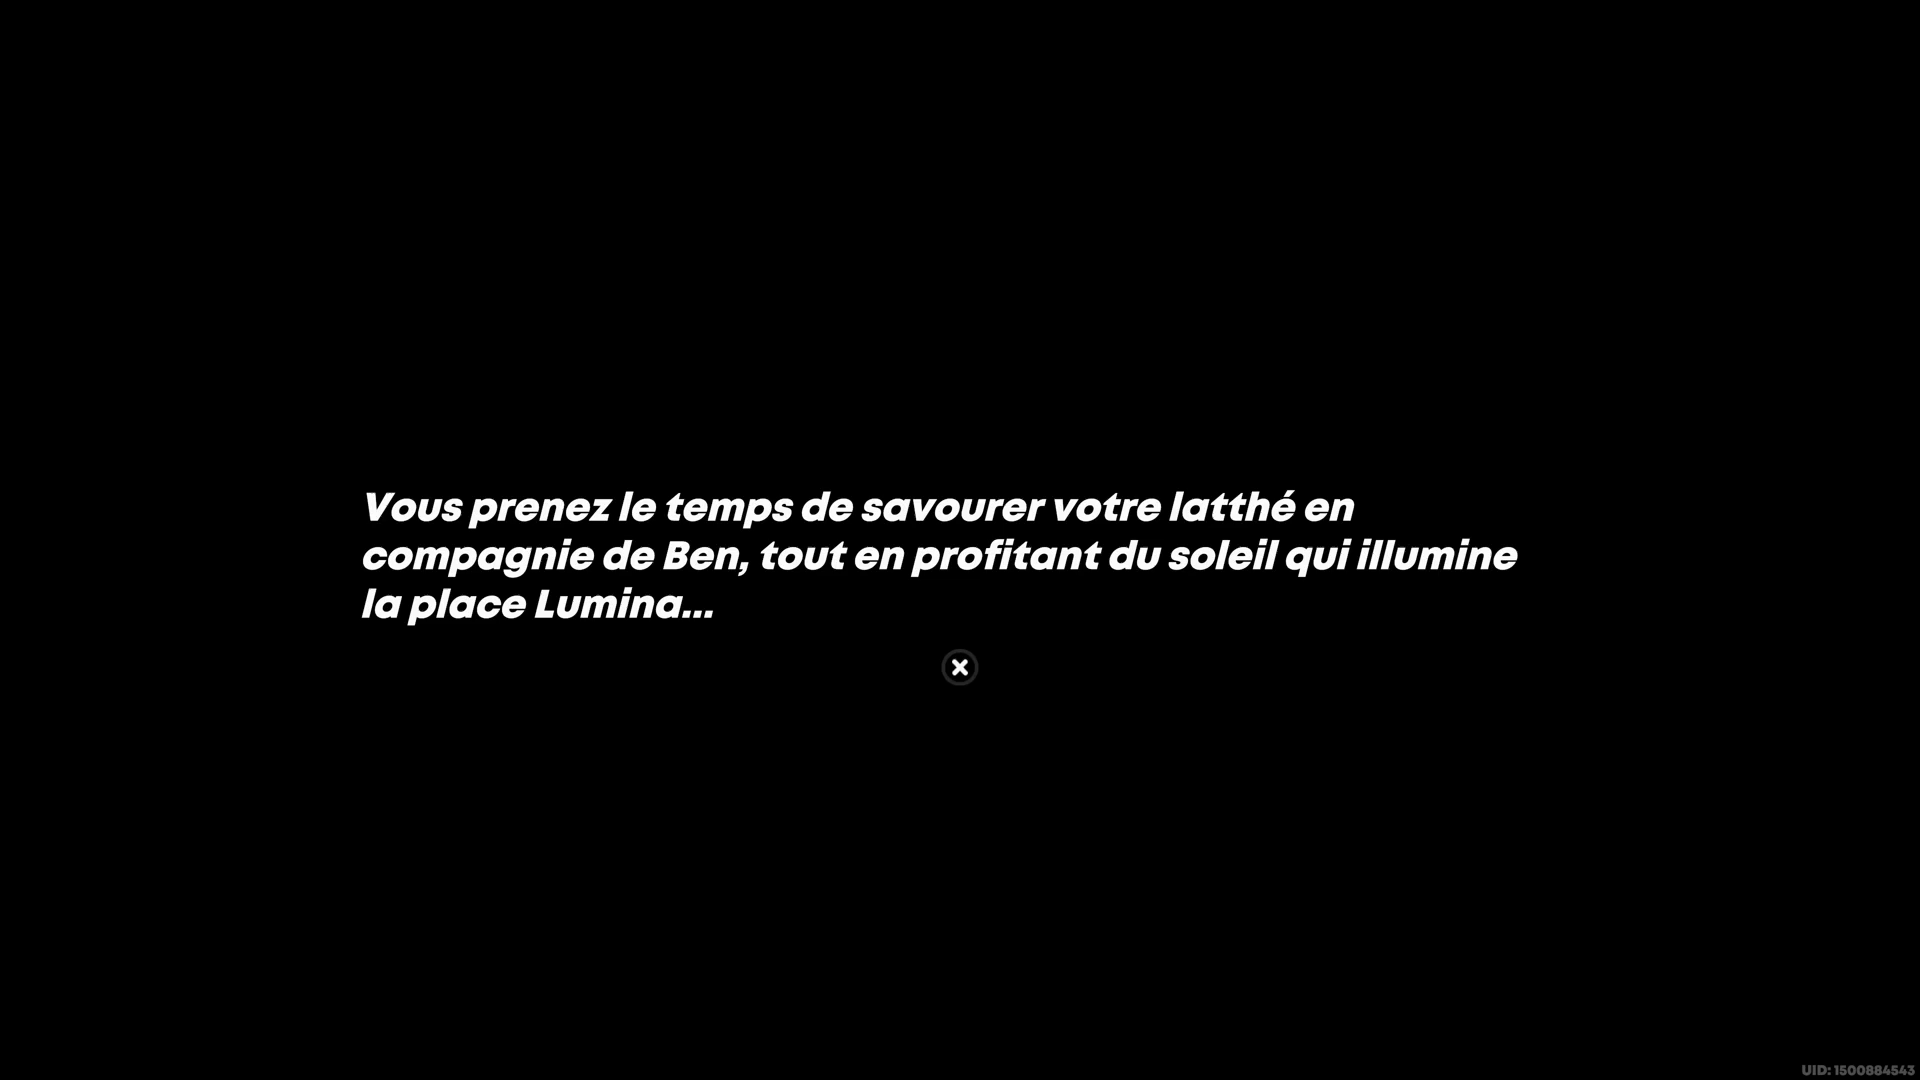 Vous prenez le temps de savourer votre latthé en
compagnie de Ben, tout en profitant du soleil qui illumine
la place Lumina...
UID: 1500884543